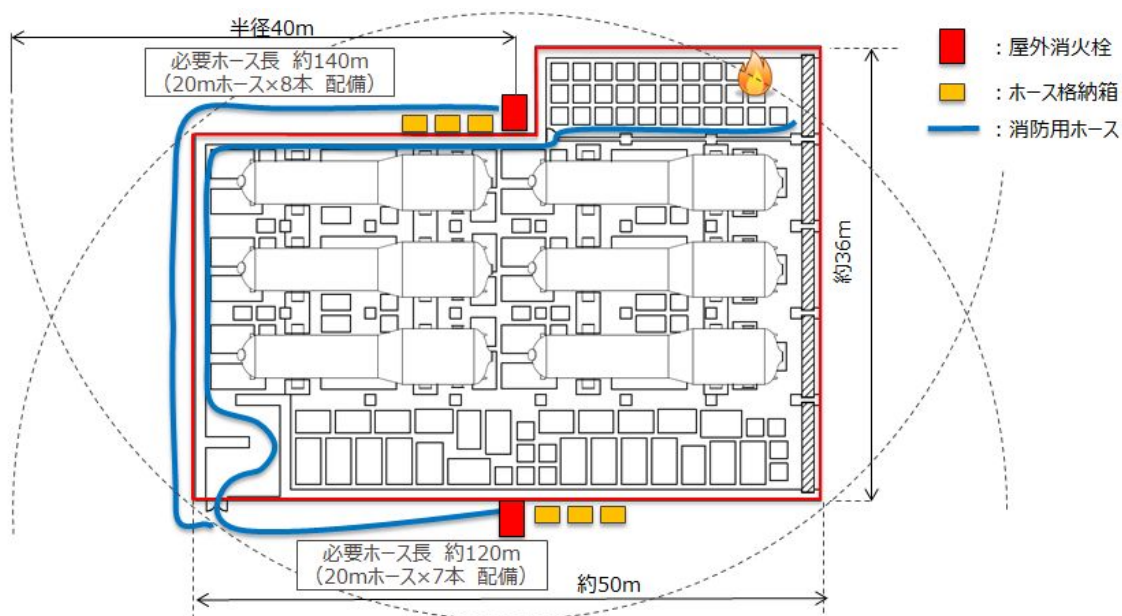 半径40m
必要ホース長 約140m
（20mホース×8本 配備）
：屋外消火栓
：ホース格納箱
：消防用ホース
約36m
必要ホース長 約120m
（20mホース×7本 配備）
約50m